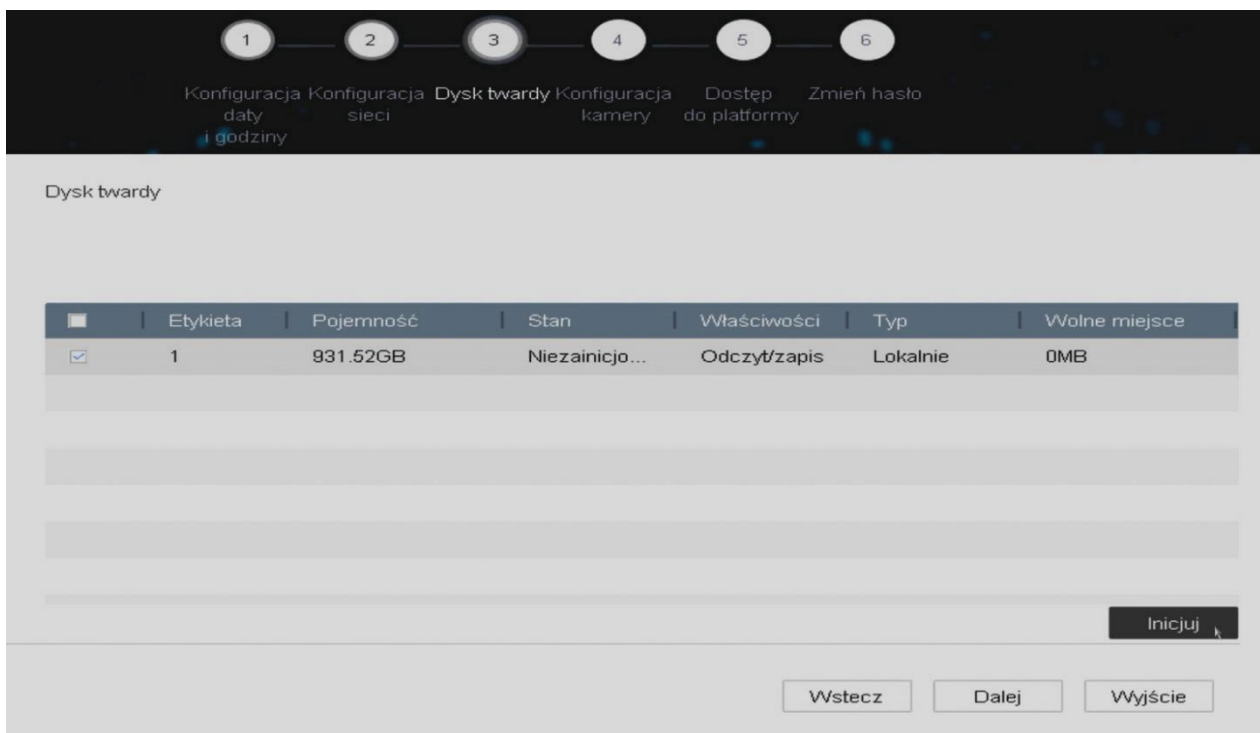 1
2
3
4
5
6
Konfiguracja daty i godziny
Konfiguracja sieci
Dysk twardy
Konfiguracja kamery
Dostęp do platformy
Zmień hasło
Dysk twardy
Etykieta Pojemność Stan Właściwości Typ Wolne miejsce
1 931.52GB Niezainicjo... Odczyt/zapis Lokalnie 0MB
Inicjuj
Wstecz Dalej Wyjście